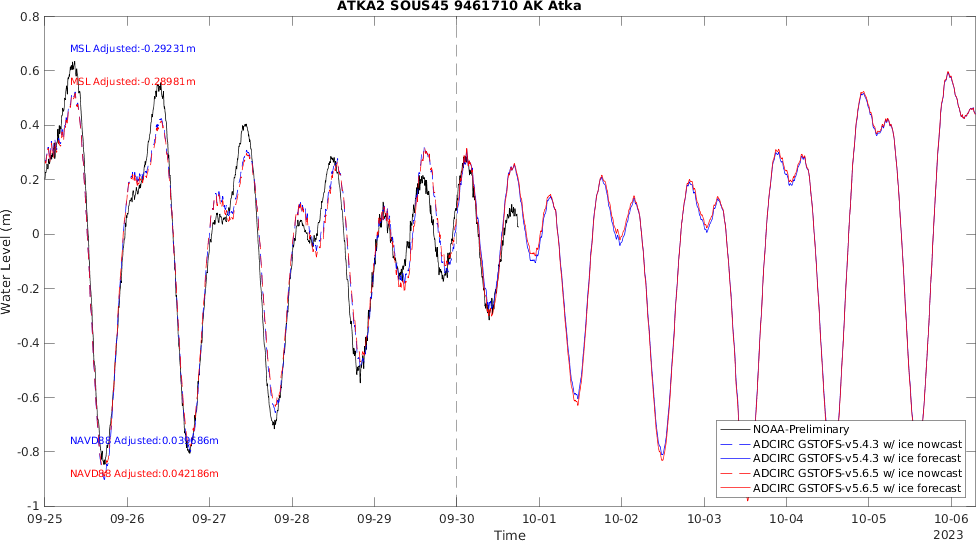 ATKA2 SOUS45 9461710 AK Atka
0.8
0.6
0.4
0.2
0
-0.2
-0.4
-0.6
-0.8
-1
Water Level (m)
MSL Adjusted:-0.29231m
MSL Adjusted:-0.28981m
NAVD88 Adjusted:0.039686m
NAVD88 Adjusted:0.042186m
NOAA-Preliminary
ADCIRC GSTOFS-v5.4.3 w/ ice nowcast
ADCIRC GSTOFS-v5.4.3 w/ ice forecast
ADCIRC GSTOFS-v5.6.5 w/ ice nowcast
ADCIRC GSTOFS-v5.6.5 w/ ice forecast
09-25 09-26 09-27 09-28 09-29 09-30 10-01 10-02 10-03 10-04 10-05 10-06
Time
2023